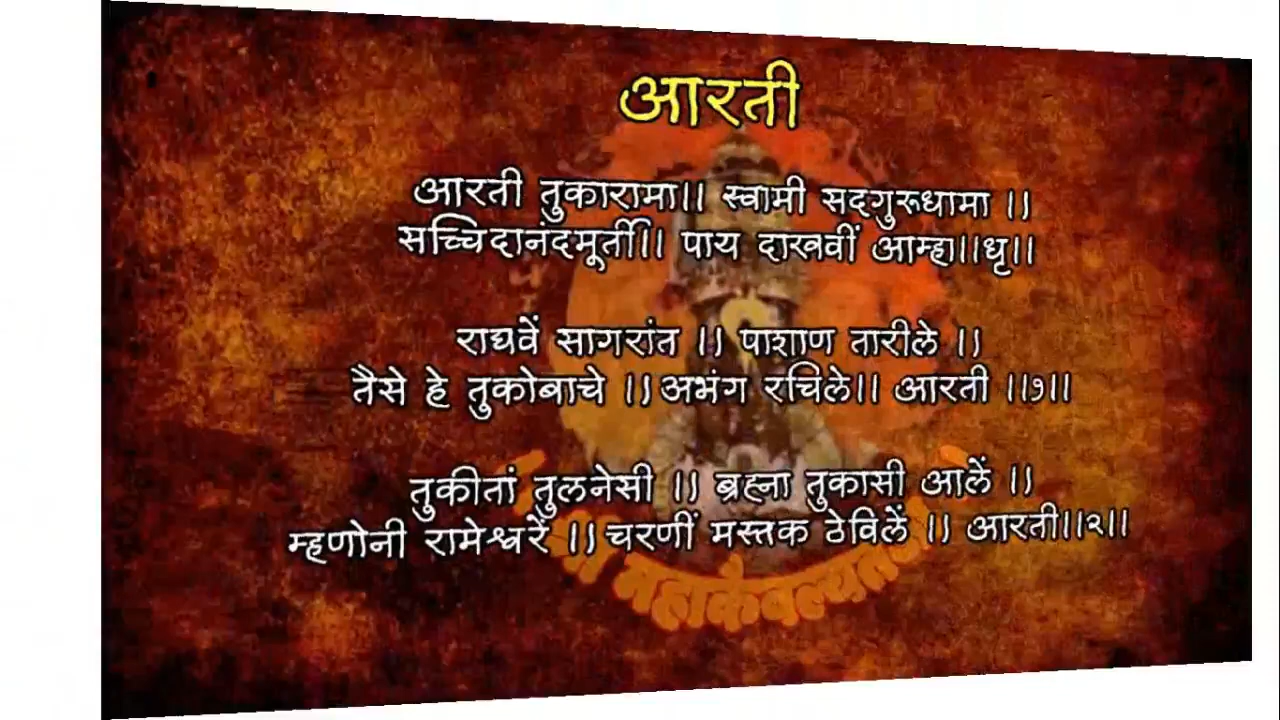 आरती
आरती तुकारामा।। स्वामी सदगुरूधामा ।।
सच्चिदानंदमूर्ती।। पाय दाखवीं आम्हा।।धृ।।
राघवें सागरांत ।। पाशाण तारीले ।।
तैसे हे तुकोबाचे ।। अभंग रचिले।। आरती ।।१।।
तुकीतां तुलनेसी ।। ब्रह्ना तुकासी आलें ।।
म्हणोनी रामेश्वरें ।। चरणीं मस्तक ठेविलें ।। आरती।।२।।